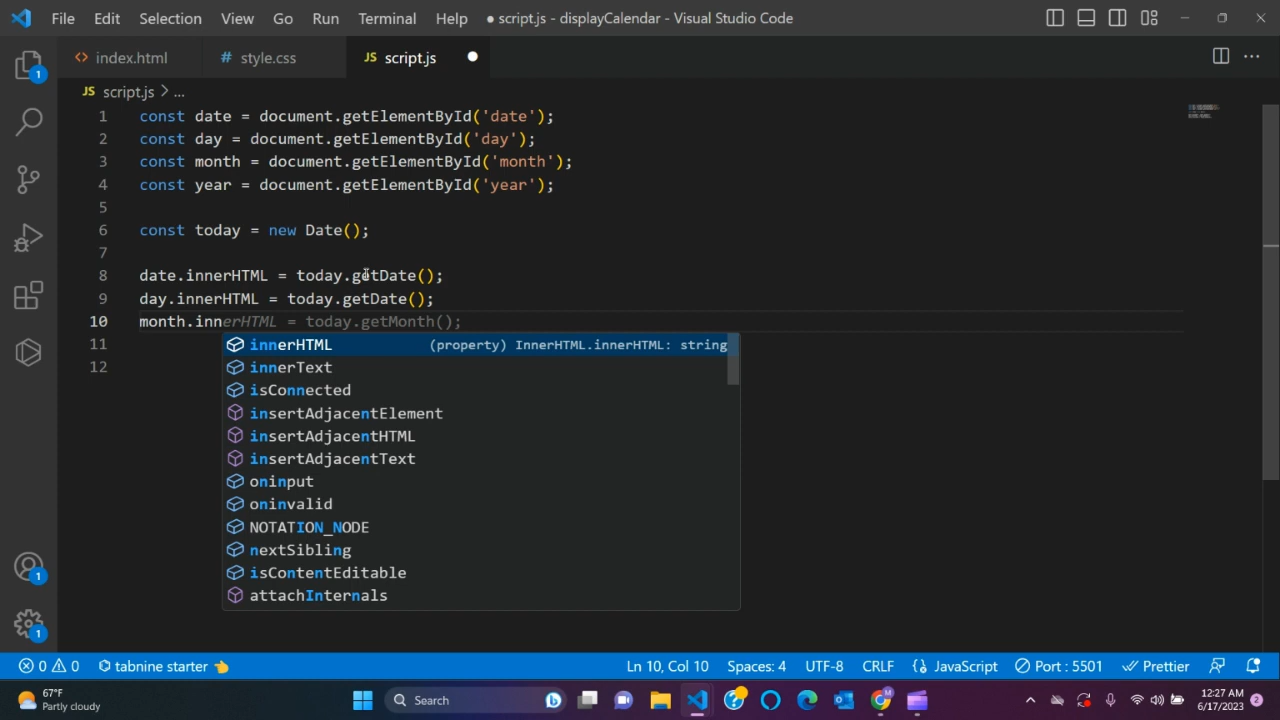 File Edit Selection View Go Run Terminal Help ● script.js - displayCalendar - Visual Studio Code
<> index.html # style.css JS script.js ● ...
1 JS script.js > ...
1 const date = document.getElementById('date');
2 const day = document.getElementById('day');
3 const month = document.getElementById('month');
4 const year = document.getElementById('year');
5
6 const today = new Date();
7
8 date.innerHTML = today.getDate();
9 day.innerHTML = today.getDate();
10 month.innerHTML = today.getMonth();
11 innerHTML (property) InnerHTML.innerHTML: string
12 innerText
isConnected
insertAdjacentElement
insertAdjacentHTML
insertAdjacentText
oninput
oninvalid
NOTATION_NODE
nextSibling
isContentEditable
1 attachInternals
1
0 0 tabnine starter Ln 10, Col 10 Spaces: 4 UTF-8 CRLF JavaScript Port : 5501 Prettier
67°F
Partly cloudy
Search
12:27 AM
6/17/2023 2